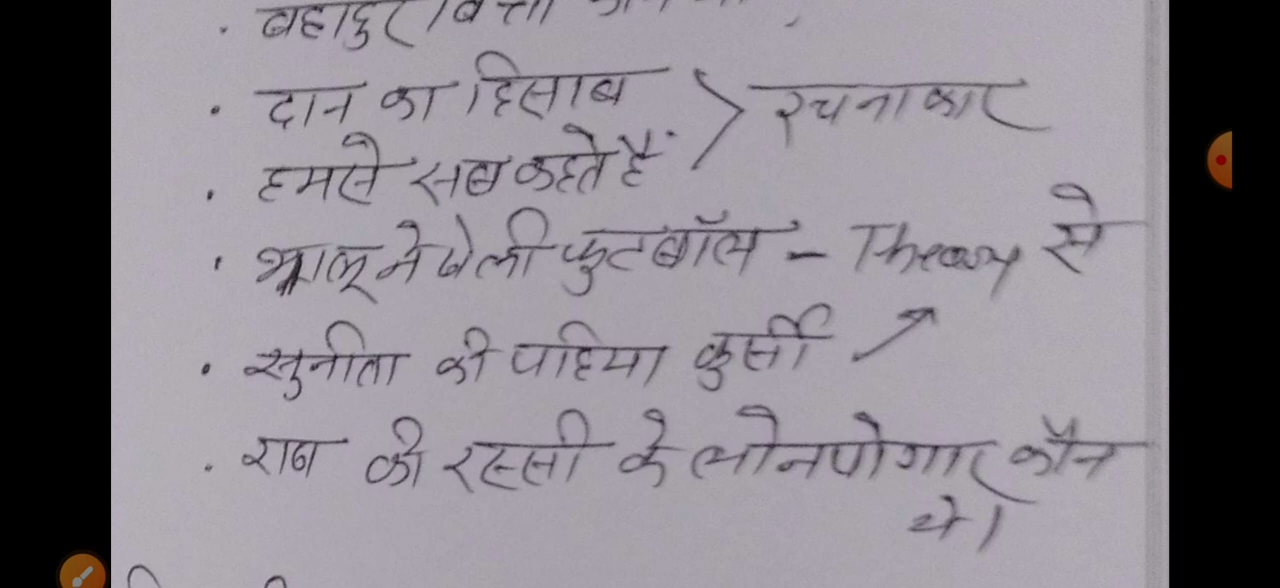 बहादुर बित्तो
दान का हिसाब > रचनाकार
हमसे सब कहते हैं
भालू ने खेली फुटबॉल - Theory से
सुनीता की पहिया कुर्सी ↗
राख की रस्सी के लोनपोगार कौन
थे।